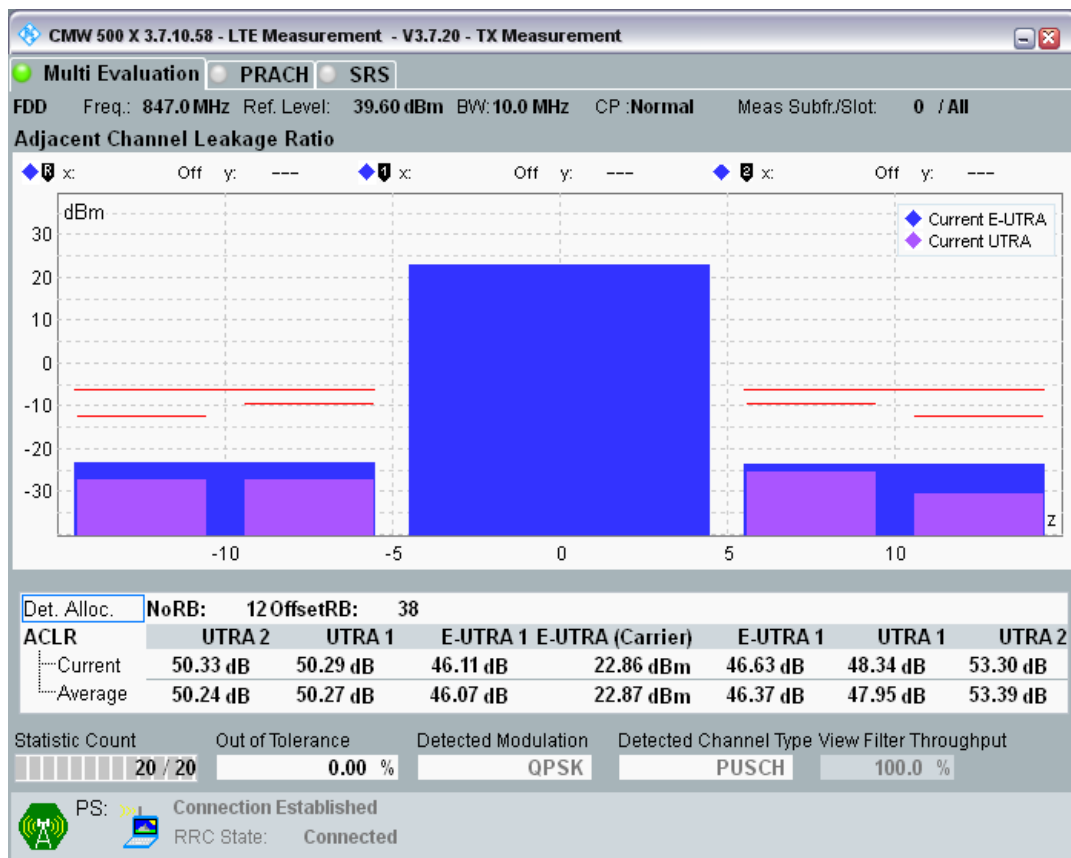 CMW 500 X 3.7.10.58 - LTE Measurement - V3.7.20 - TX Measurement
Multi Evaluation PRACH SRS
FDD Freq.: 847.0 MHz Ref. Level: 39.60 dBm BW: 10.0 MHz CP :Normal Meas Subfr./Slot: 0 / All
Adjacent Channel Leakage Ratio
R x: Off y: --- 1 x: Off y: --- 2 x: Off y: ---
dBm
Current E-UTRA
Current UTRA
30
20
10
0
-10
-20
-30
z
-10 -5 0 5 10
Det. Alloc. NoRB: 12 OffsetRB: 38
ACLR UTRA 2 UTRA 1 E-UTRA 1 E-UTRA (Carrier) E-UTRA 1 UTRA 1 UTRA 2
Current 50.33 dB 50.29 dB 46.11 dB 22.86 dBm 46.63 dB 48.34 dB 53.30 dB
Average 50.24 dB 50.27 dB 46.07 dB 22.87 dBm 46.37 dB 47.95 dB 53.39 dB
Statistic Count Out of Tolerance Detected Modulation Detected Channel Type View Filter Throughput
20 / 20 0.00 % QPSK PUSCH 100.0 %
PS: Connection Established
RRC State: Connected